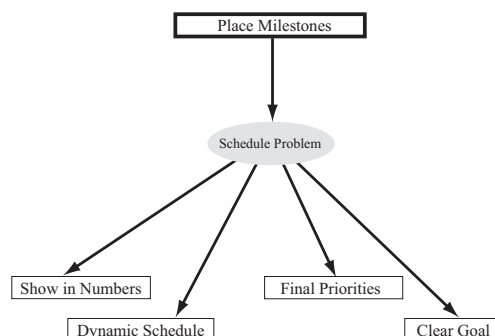 Place Milestones
Schedule Problem
Show in Numbers
Final Priorities
Dynamic Schedule
Clear Goal